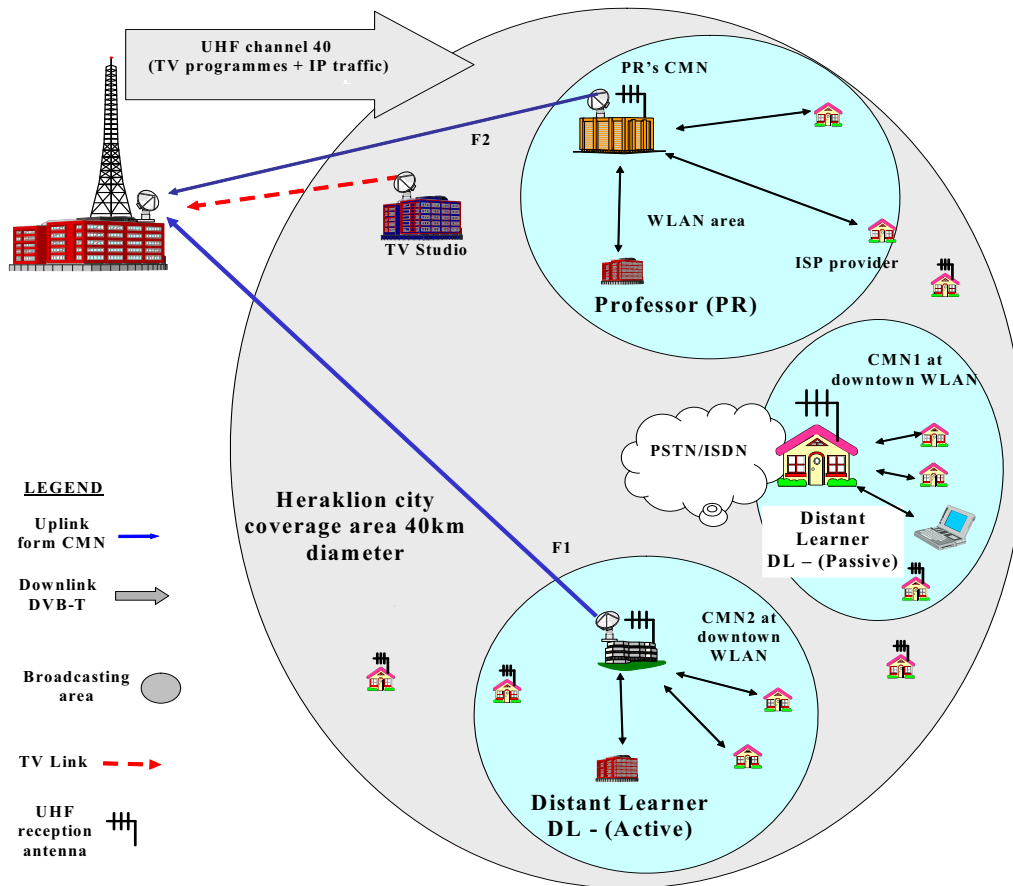 UHF channel 40
(TV programmes + IP traffic)
PR's CMN
F2
WLAN area
TV Studio
ISP provider
Professor (PR)
CMN1 at
downtown WLAN
PSTN/ISDN
LEGEND
Uplink
form CMN
Downlink
DVB-T
Broadcasting
area
TV Link
UHF
reception
antenna
Heraklion city
coverage area 40km
diameter
Distant
Learner
DL – (Passive)
F1
CMN2 at
downtown
WLAN
Distant Learner
DL - (Active)